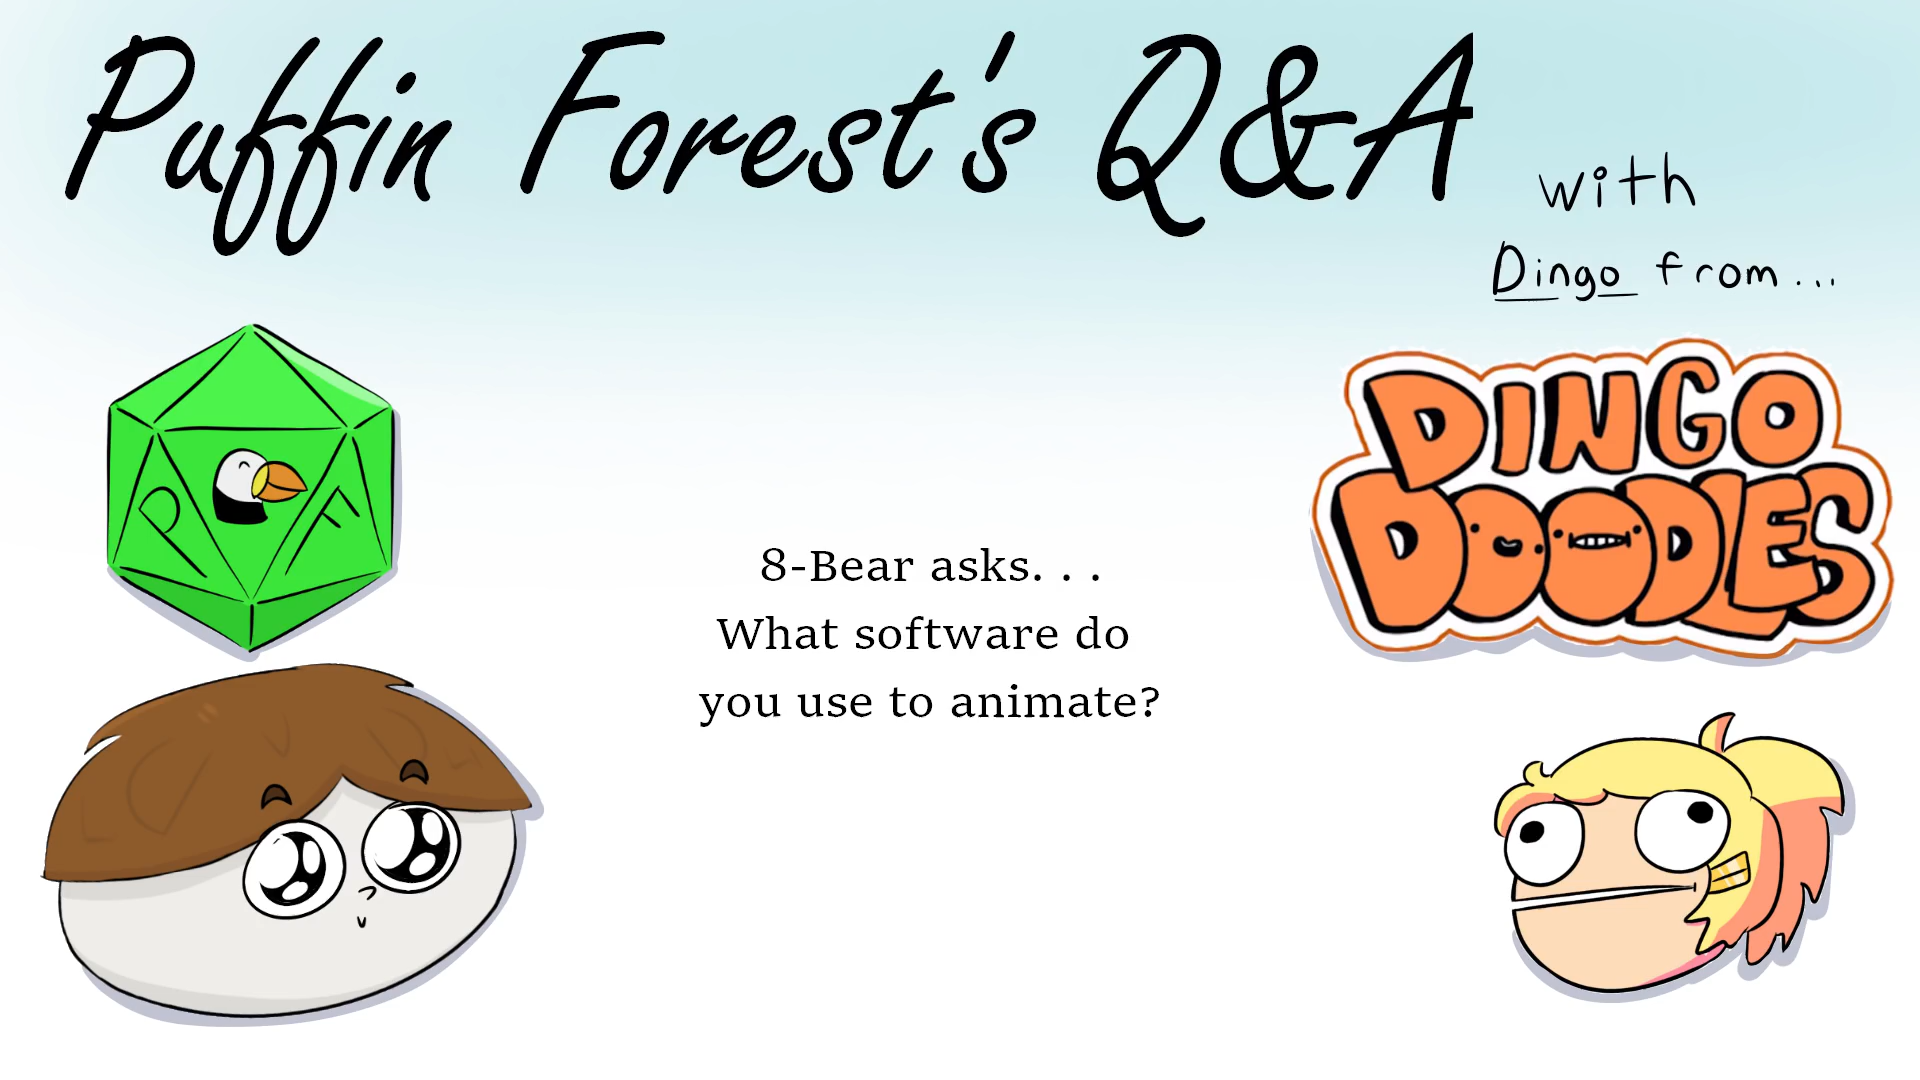 Puffin Forest's Q&A
with
Dingo from...
P F
DINGO
DOODLES
8-Bear asks. . .
What software do
you use to animate?